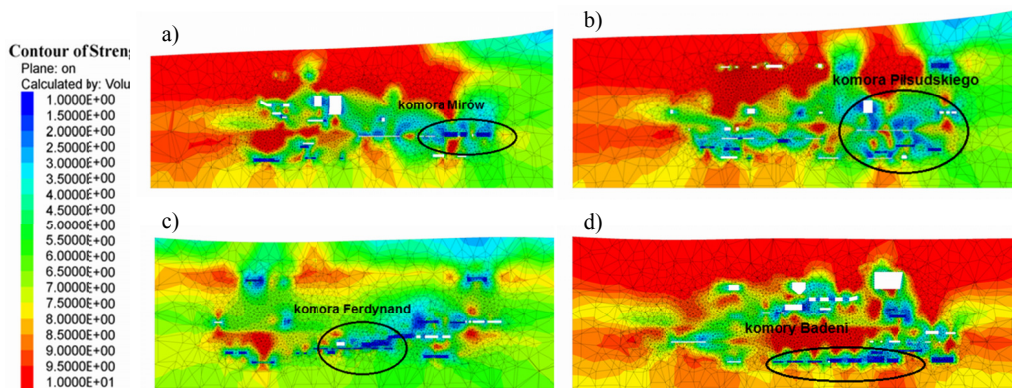 Contour of Streng
Plane: on
Calculated by: Volu
1.0000E+00
1.0000E+00
1.5000E+00
2.0000E+00
2.5000E+00
3.0000E+00
3.5000E+00
4.0000E+00
4.5000E+00
5.0000E+00
5.5000E+00
6.0000E+00
6.5000E+00
7.0000E+00
7.5000E+00
8.0000E+00
8.5000E+00
9.0000E+00
9.5000E+00
1.0000E+01
a)
komora Mirów
b)
komora Piłsudskiego
c)
komora Ferdynand
d)
komory Badeni